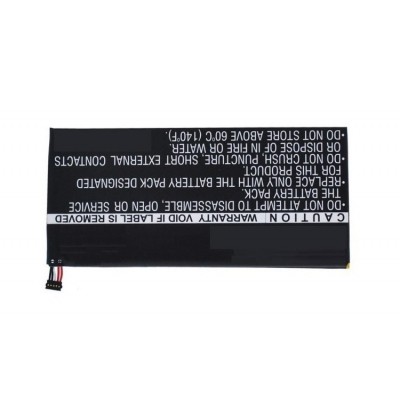 CAUTION WARRANTY VOID IF LABEL IS REMOVED
•DO NOT ATTEMPT TO DISASSEMBLE, OPEN OR SERVICE
THE BATTERY PACK.
•REPLACE ONLY WITH THE BATTERY PACK DESIGNATED
FOR THIS PRODUCT.
•DO NOT CRUSH, PUNCTURE, SHORT EXTERNAL CONTACTS
OR DISPOSE OF IN FIRE OR WATER.
•DO NOT STORE ABOVE 60°C (140°F).